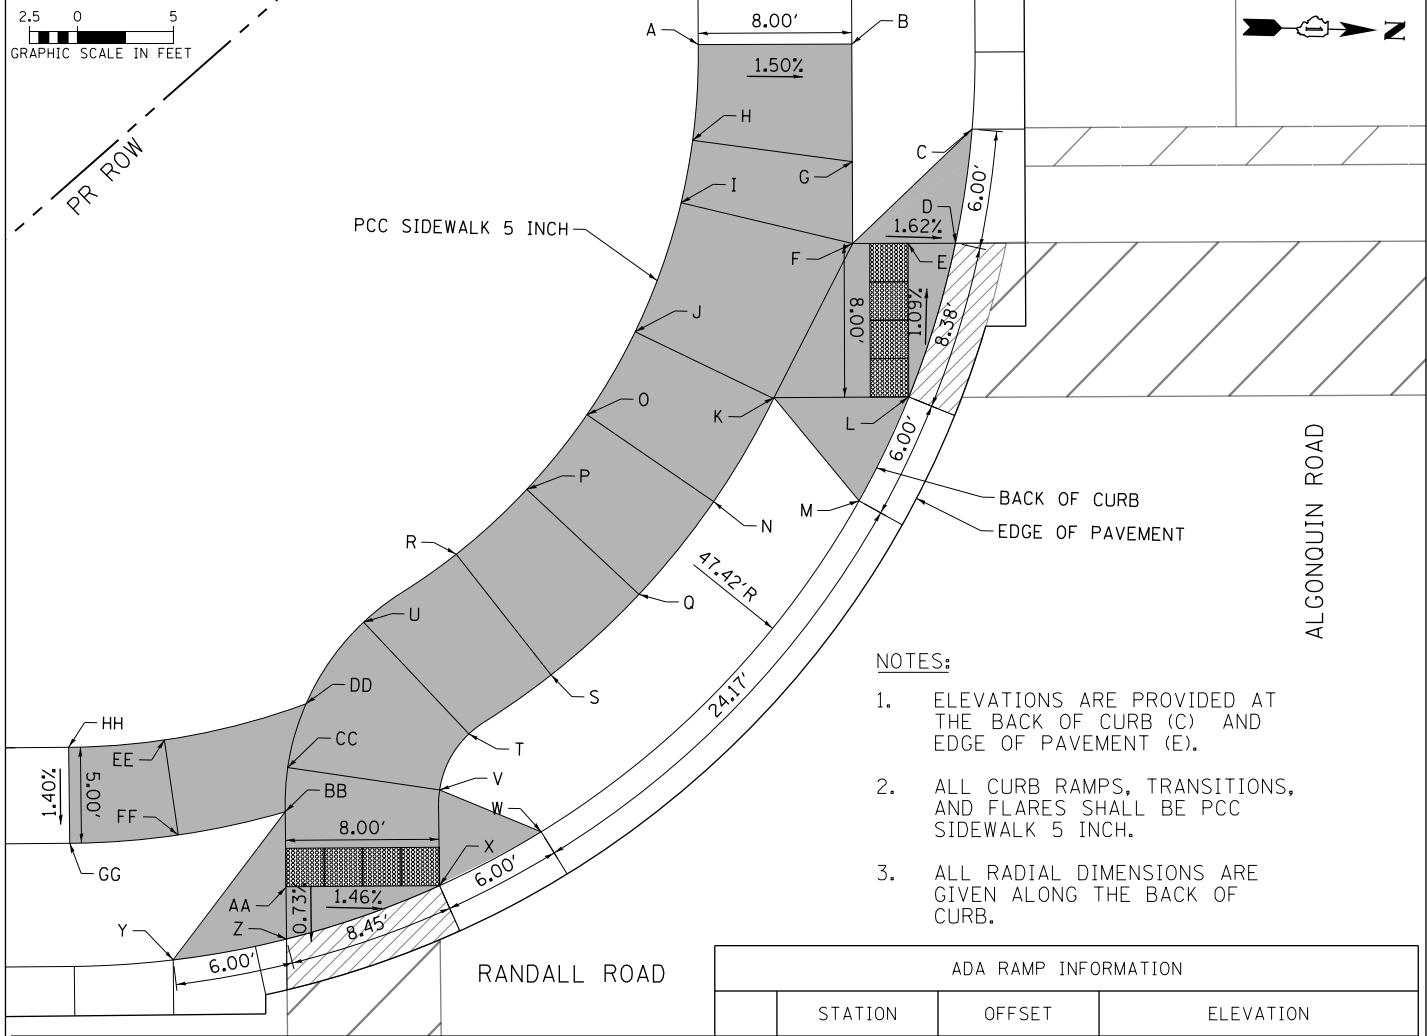 2.5 0 5
GRAPHIC SCALE IN FEET
PR ROW
A
8.00'
B
N
1.50%
H
C
G
I
6.00'
PCC SIDEWALK 5 INCH
D
1.62%
F
E
8.00'
1.09%
8.38'
J
O
K
L
6.00'
ALGONQUIN ROAD
P
BACK OF CURB
M
N
EDGE OF PAVEMENT
R
47.42'R
Q
U
24.17'
S
DD
HH
CC
T
EE
1.40%
5.00'
V
BB
W
FF
8.00'
X
GG
6.00'
AA
0.73%
1.46%
Y
Z
8.45'
6.00'
RANDALL ROAD
NOTES:
1. ELEVATIONS ARE PROVIDED AT
THE BACK OF CURB (C) AND
EDGE OF PAVEMENT (E).
2. ALL CURB RAMPS, TRANSITIONS,
AND FLARES SHALL BE PCC
SIDEWALK 5 INCH.
3. ALL RADIAL DIMENSIONS ARE
GIVEN ALONG THE BACK OF
CURB.
ADA RAMP INFORMATION
STATION OFFSET ELEVATION